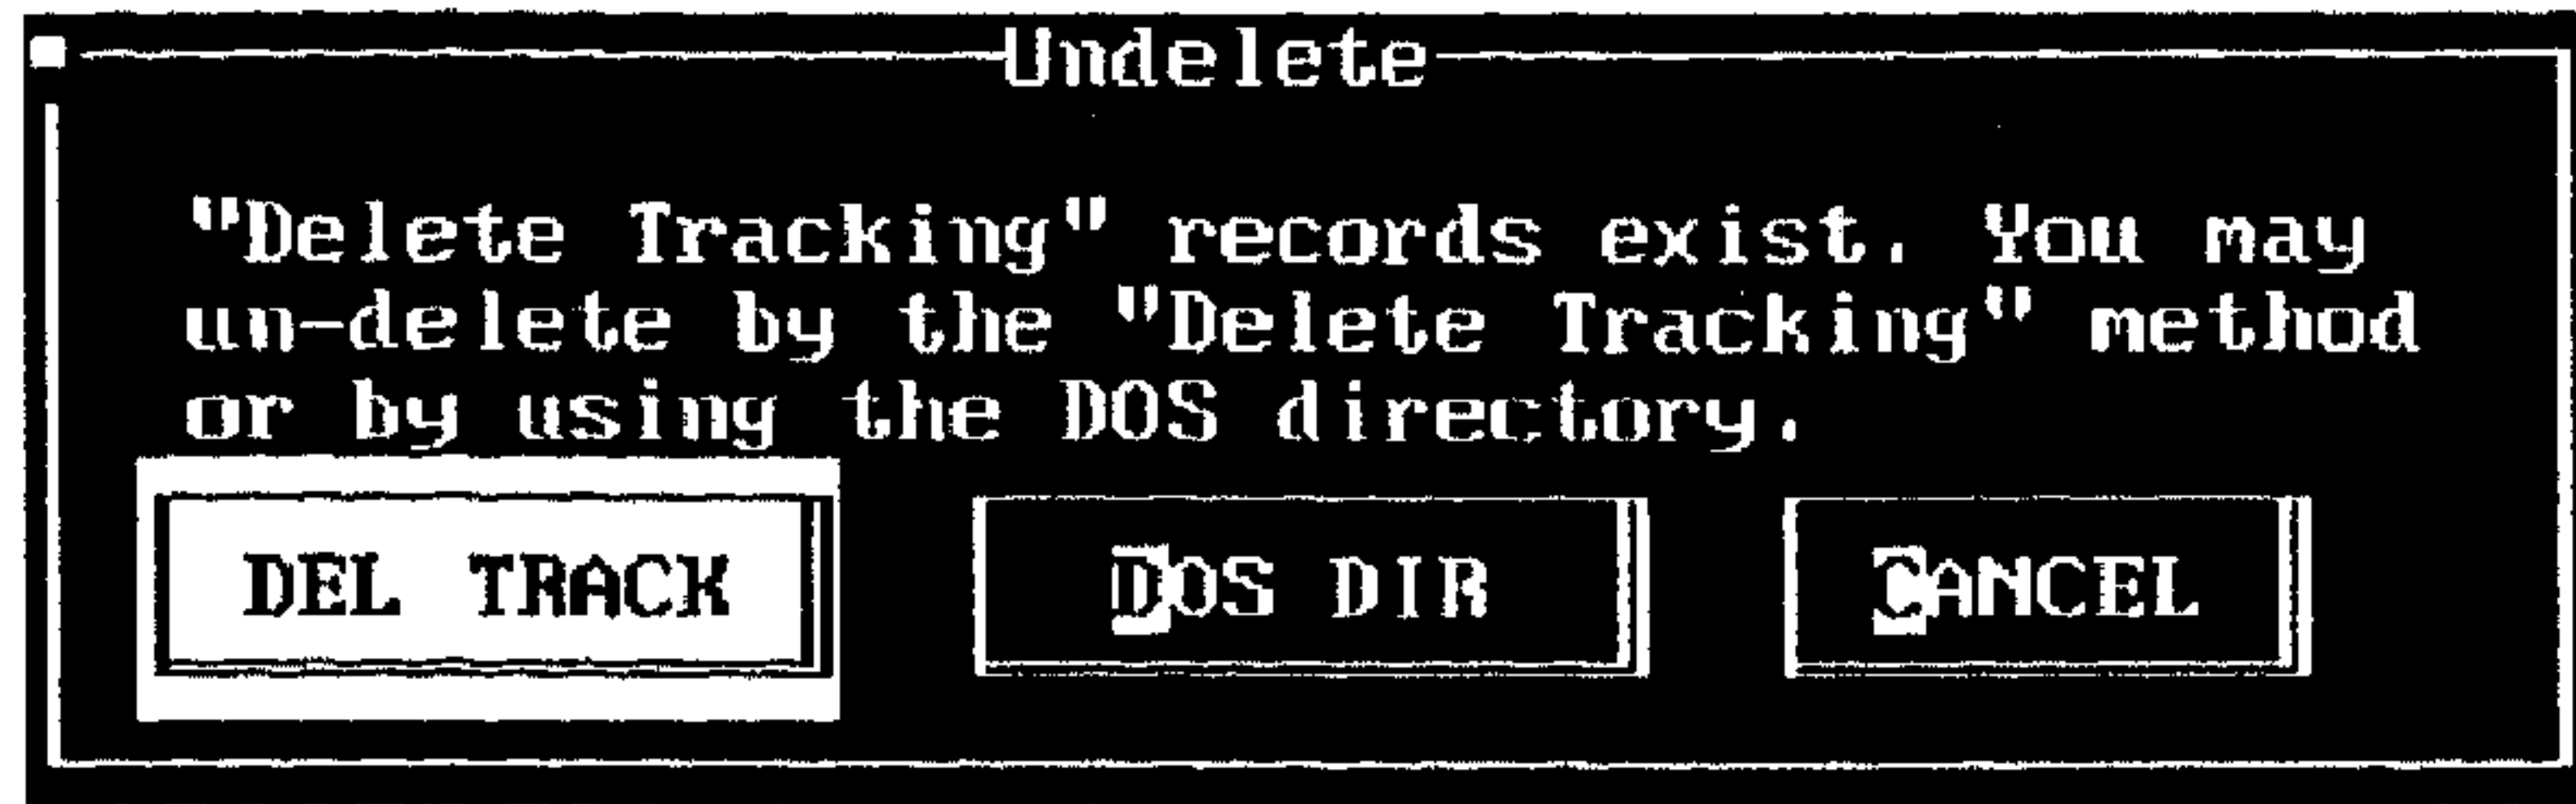 Undelete
"Delete Tracking" records exist. You may
un-delete by the "Delete Tracking" method
or by using the DOS directory.
DEL TRACK DOS DIR CANCEL